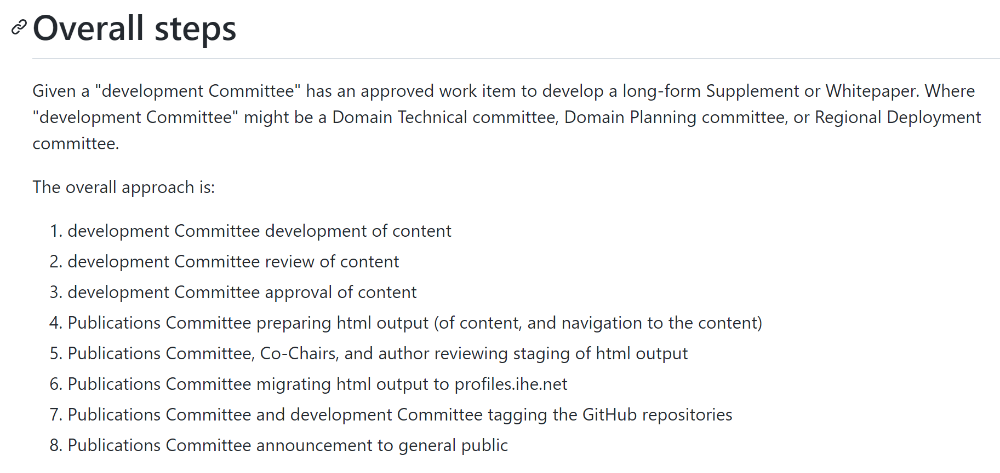 Overall steps
Given a "development Committee" has an approved work item to develop a long-form Supplement or Whitepaper. Where
"development Committee" might be a Domain Technical committee, Domain Planning committee, or Regional Deployment
committee.
The overall approach is:
1. development Committee development of content
2. development Committee review of content
3. development Committee approval of content
4. Publications Committee preparing html output (of content, and navigation to the content)
5. Publications Committee, Co-Chairs, and author reviewing staging of html output
6. Publications Committee migrating html output to profiles.ihe.net
7. Publications Committee and development Committee tagging the GitHub repositories
8. Publications Committee announcement to general public